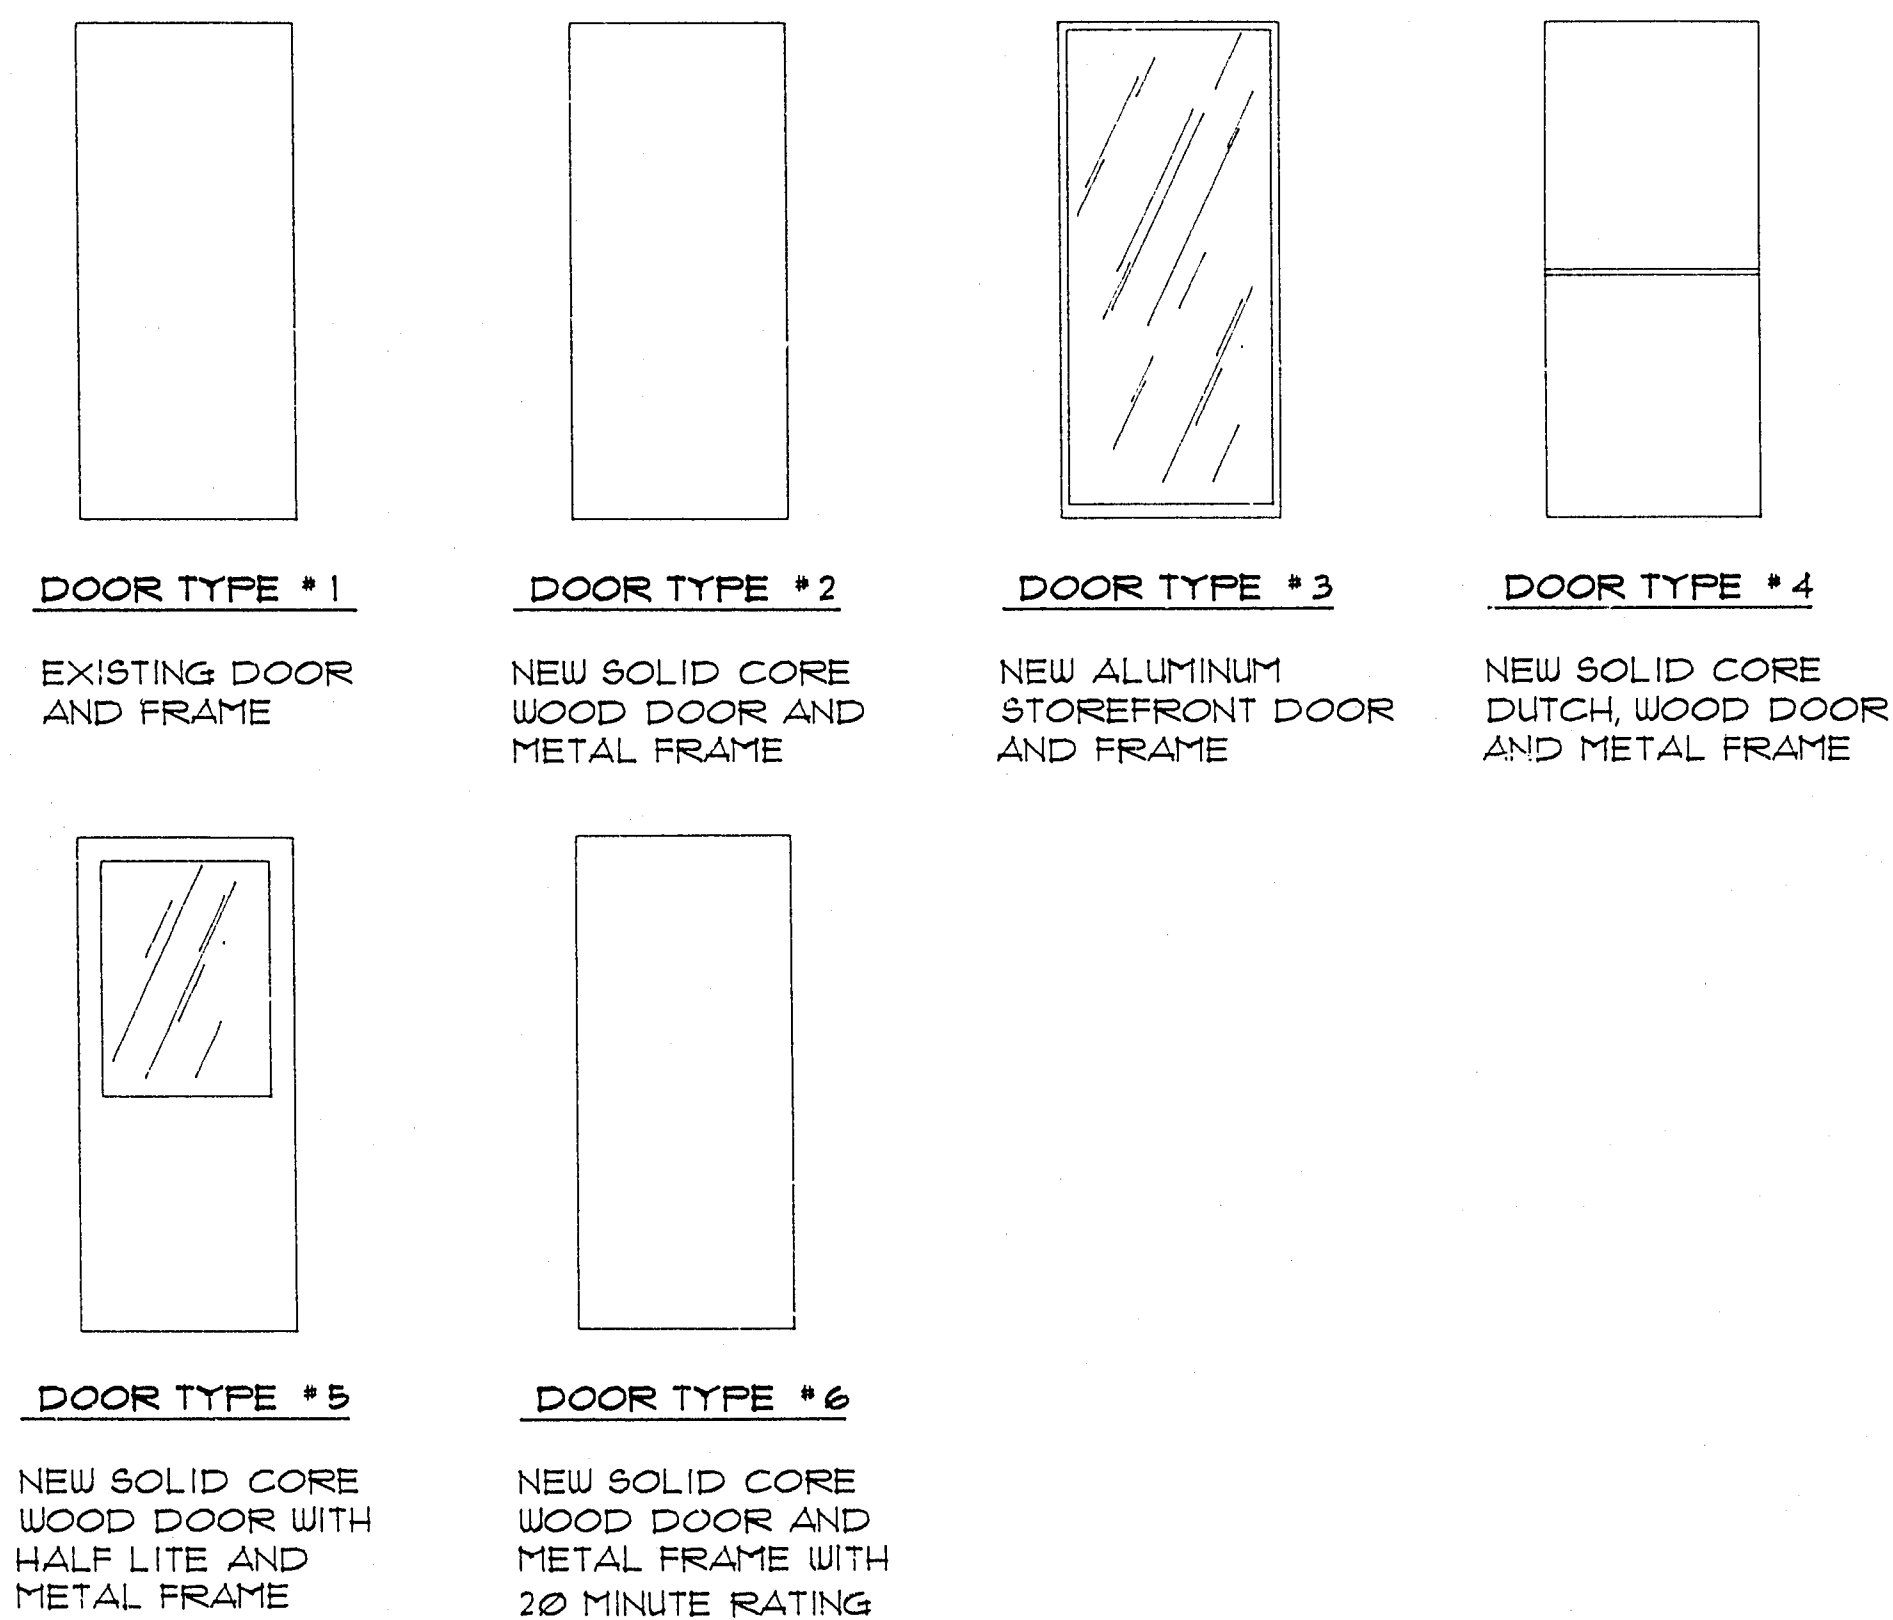 DOOR TYPE #1
EXISTING DOOR
AND FRAME
DOOR TYPE #2
NEW SOLID CORE
WOOD DOOR AND
METAL FRAME
DOOR TYPE #3
NEW ALUMINUM
STOREFRONT DOOR
AND FRAME
DOOR TYPE #4
NEW SOLID CORE
DUTCH, WOOD DOOR
AND METAL FRAME
DOOR TYPE #5
NEW SOLID CORE
WOOD DOOR WITH
HALF LITE AND
METAL FRAME
DOOR TYPE #6
NEW SOLID CORE
WOOD DOOR AND
METAL FRAME WITH
20 MINUTE RATING